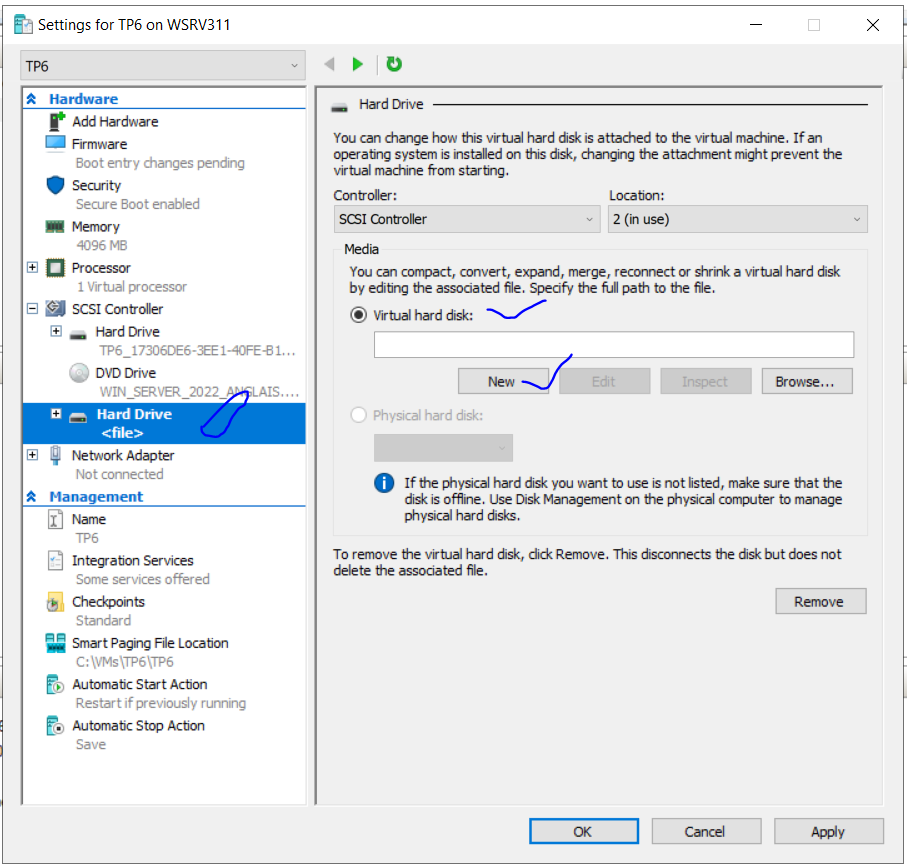 Settings for TP6 on WSRV311
TP6
Hardware
Add Hardware
Firmware
Boot entry changes pending
Security
Secure Boot enabled
Memory
4096 MB
Processor
1 Virtual processor
SCSI Controller
Hard Drive
TP6_17306DE6-3EE1-40FE-B1...
DVD Drive
WIN_SERVER_2022_ANGLAIS....
Hard Drive
<file>
Network Adapter
Not connected
Management
Name
TP6
Integration Services
Some services offered
Checkpoints
Standard
Smart Paging File Location
C:\VMs\TP6\TP6
Automatic Start Action
Restart if previously running
Automatic Stop Action
Save
Hard Drive
You can change how this virtual hard disk is attached to the virtual machine. If an
operating system is installed on this disk, changing the attachment might prevent the
virtual machine from starting.
Controller: Location:
SCSI Controller 2 (in use)
Media
You can compact, convert, expand, merge, reconnect or shrink a virtual hard disk
by editing the associated file. Specify the full path to the file.
Virtual hard disk:
New Edit Inspect Browse...
Physical hard disk:
If the physical hard disk you want to use is not listed, make sure that the
disk is offline. Use Disk Management on the physical computer to manage
physical hard disks.
To remove the virtual hard disk, click Remove. This disconnects the disk but does not
delete the associated file.
Remove
OK Cancel Apply